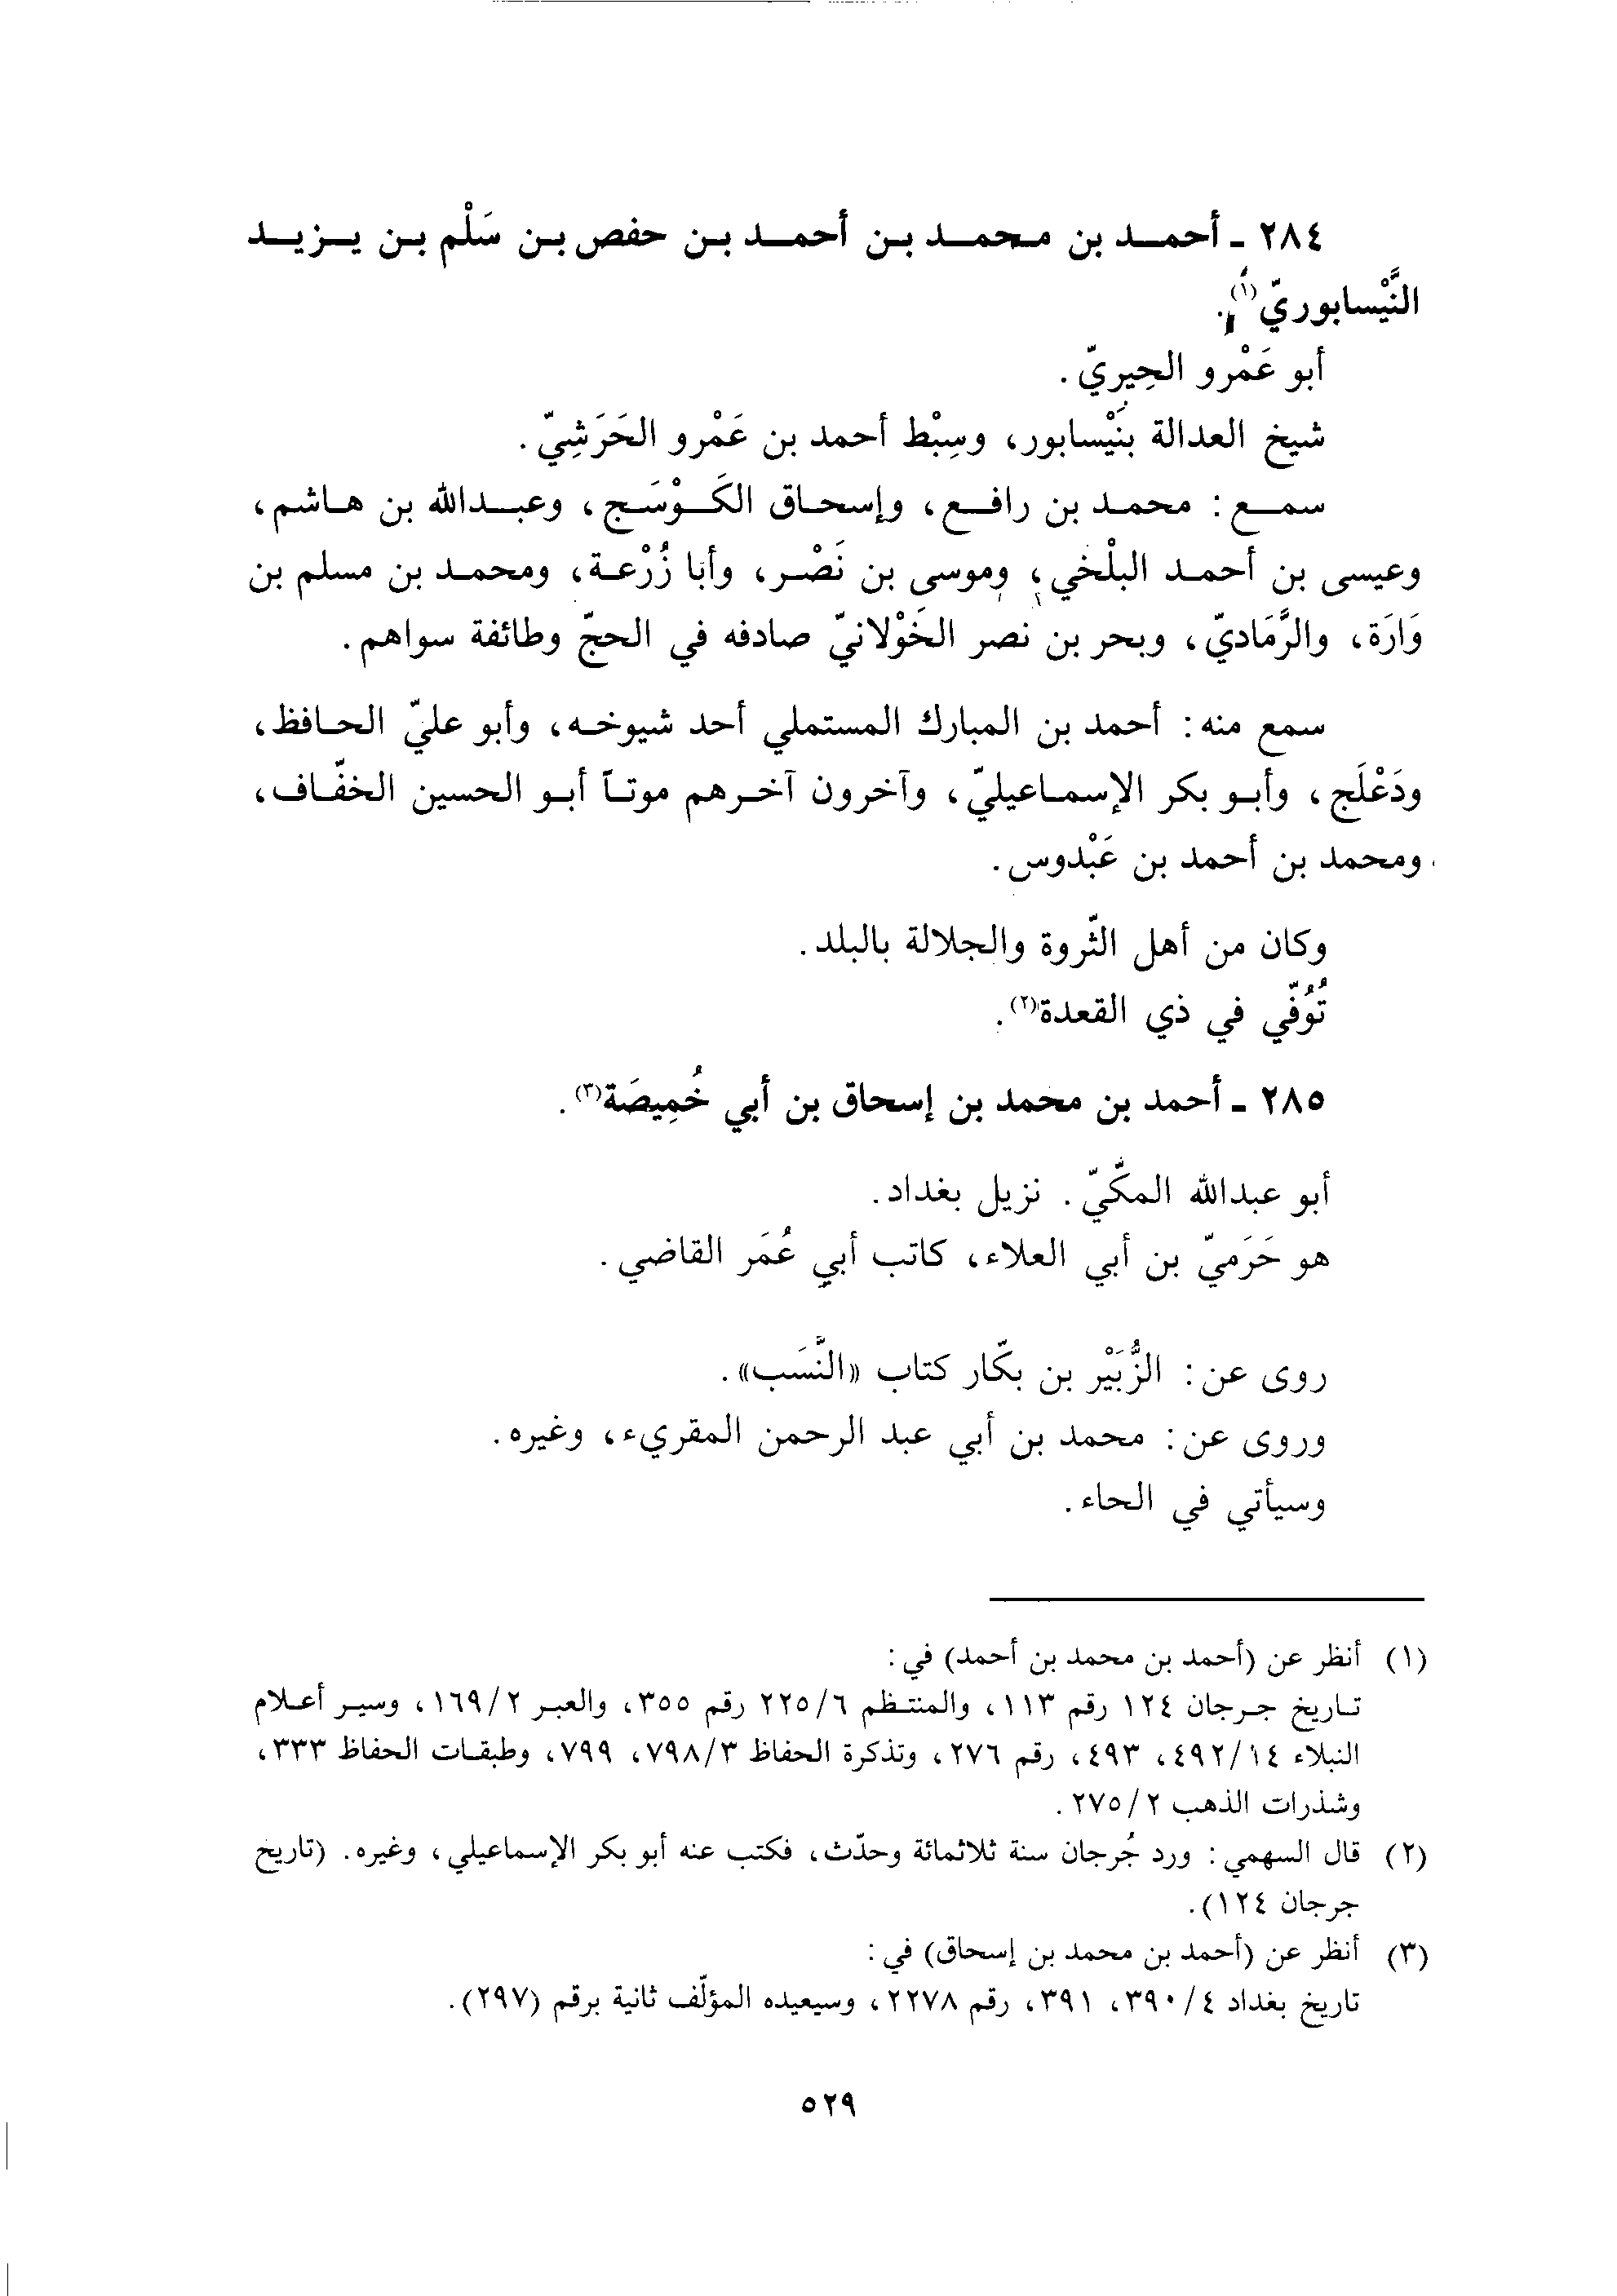 ٢٨٤ - أحمد بن محمد بن أحمد بن حفص بن سَلْم بن يزيد
النَّيْسابوريّ(١).
أبو عَمْرو الحِيريّ.
شيخ العدالة بنَيْسابور، وسِبْط أحمد بن عَمْرو الحَرَشِيّ.
سمع: محمد بن رافع، وإسحاق الكَوْسَج، وعبدالله بن هاشم،
وعيسى بن أحمد البلْخي، وموسى بن نَصْر، وأبا زُرْعة، ومحمد بن مسلم بن
وَارَة، والرَّمَاديّ، وبحر بن نصر الخَوْلانيّ صادفه في الحجّ وطائفة سواهم.
سمع منه: أحمد بن المبارك المستملي أحد شيوخه، وأبو عليّ الحافظ،
ودَعْلَج، وأبو بكر الإسماعيليّ، وآخرون آخرهم موتاً أبو الحسين الخفّاف،
ومحمد بن أحمد بن عَبْدوس.
وكان من أهل الثّروة والجلالة بالبلد.
تُوُفّي في ذي القعدة(٢).
٢٨٥ - أحمد بن محمد بن إسحاق بن أبي خُمِيصَة(٣).
أبو عبدالله المكّيّ. نزيل بغداد.
هو حَرَميّ بن أبي العلاء، كاتب أبي عُمَر القاضي.
روى عن: الزُّبَيْر بن بكّار كتاب «النَّسَب».
وروى عن: محمد بن أبي عبد الرحمن المقريء، وغيره.
وسيأتي في الحاء.
(١) أنظر عن (أحمد بن محمد بن أحمد) في:
تاريخ جرجان ١٢٤ رقم ١١٣، والمنتظم ٢٢٥/٦ رقم ٣٥٥، والعبر ١٦٩/٢، وسير أعلام
النبلاء ٤٩٢/١٤، ٤٩٣، رقم ٢٧٦، وتذكرة الحفاظ ٧٩٨/٣، ٧٩٩، وطبقات الحفاظ ٣٣٣،
وشذرات الذهب ٢٧٥/٢.
(٢) قال السهمي: ورد جُرجان سنة ثلاثمائة وحدّث، فكتب عنه أبو بكر الإسماعيلي، وغيره. (تاريخ
جرجان ١٢٤).
(٣) أنظر عن (أحمد بن محمد بن إسحاق) في:
تاريخ بغداد ٣٩٠/٤، ٣٩١، رقم ٢٢٧٨، وسيعيده المؤلّف ثانية برقم (٢٩٧).
٥٢٩